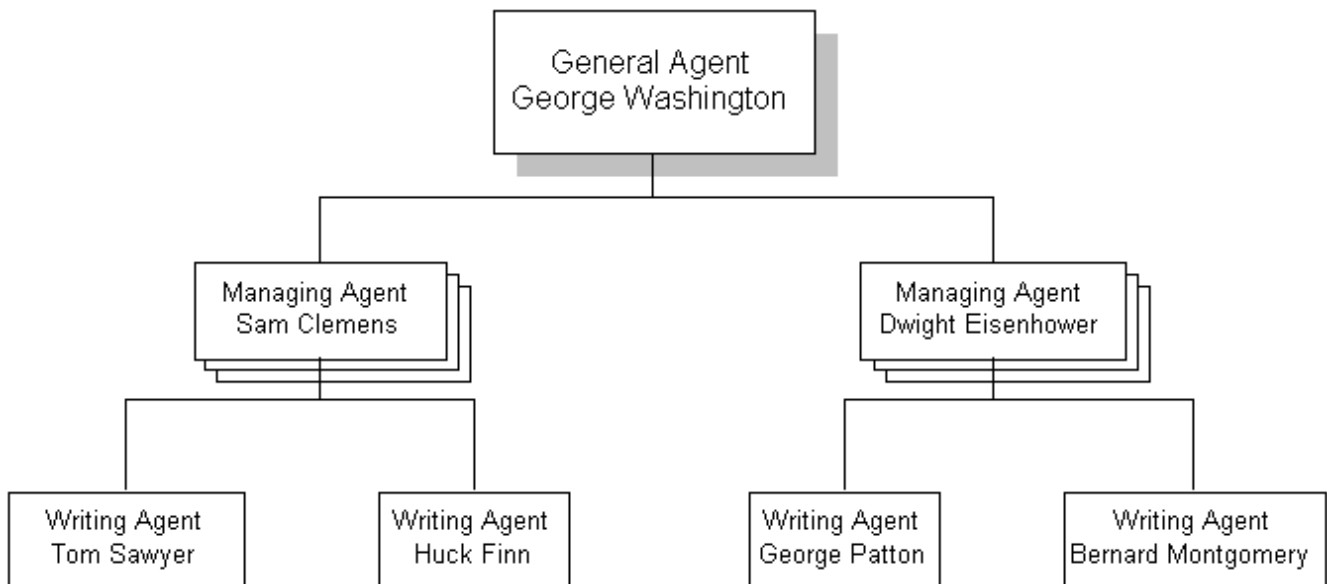 General Agent
George Washington
Managing Agent
Sam Clemens
Managing Agent
Dwight Eisenhower
Writing Agent
Tom Sawyer
Writing Agent
Huck Finn
Writing Agent
George Patton
Writing Agent
Bernard Montgomery